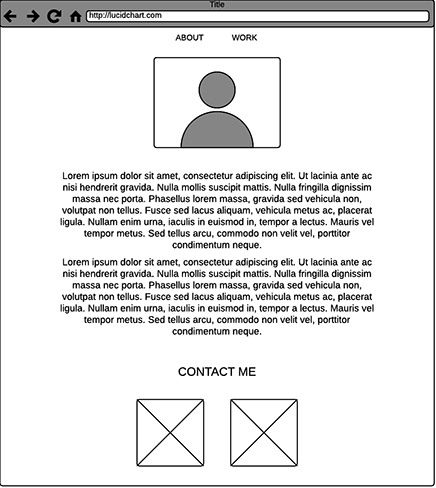 Title
http://lucidchart.com
ABOUT WORK
Lorem ipsum dolor sit amet, consectetur adipiscing elit. Ut lacinia ante ac
nisi hendrerit gravida. Nulla mollis suscipit mattis. Nulla fringilla dignissim
massa nec porta. Phasellus lorem massa, gravida sed vehicula non,
volutpat non tellus. Fusce sed lacus aliquam, vehicula metus ac, placerat
ligula. Nullam enim urna, iaculis in euismod in, tempor a lectus. Mauris vel
tempor metus. Sed tellus arcu, commodo non velit vel, porttitor
condimentum neque.
Lorem ipsum dolor sit amet, consectetur adipiscing elit. Ut lacinia ante ac
nisi hendrerit gravida. Nulla mollis suscipit mattis. Nulla fringilla dignissim
massa nec porta. Phasellus lorem massa, gravida sed vehicula non,
volutpat non tellus. Fusce sed lacus aliquam, vehicula metus ac, placerat
ligula. Nullam enim urna, iaculis in euismod in, tempor a lectus. Mauris vel
tempor metus. Sed tellus arcu, commodo non velit vel, porttitor
condimentum neque.
CONTACT ME